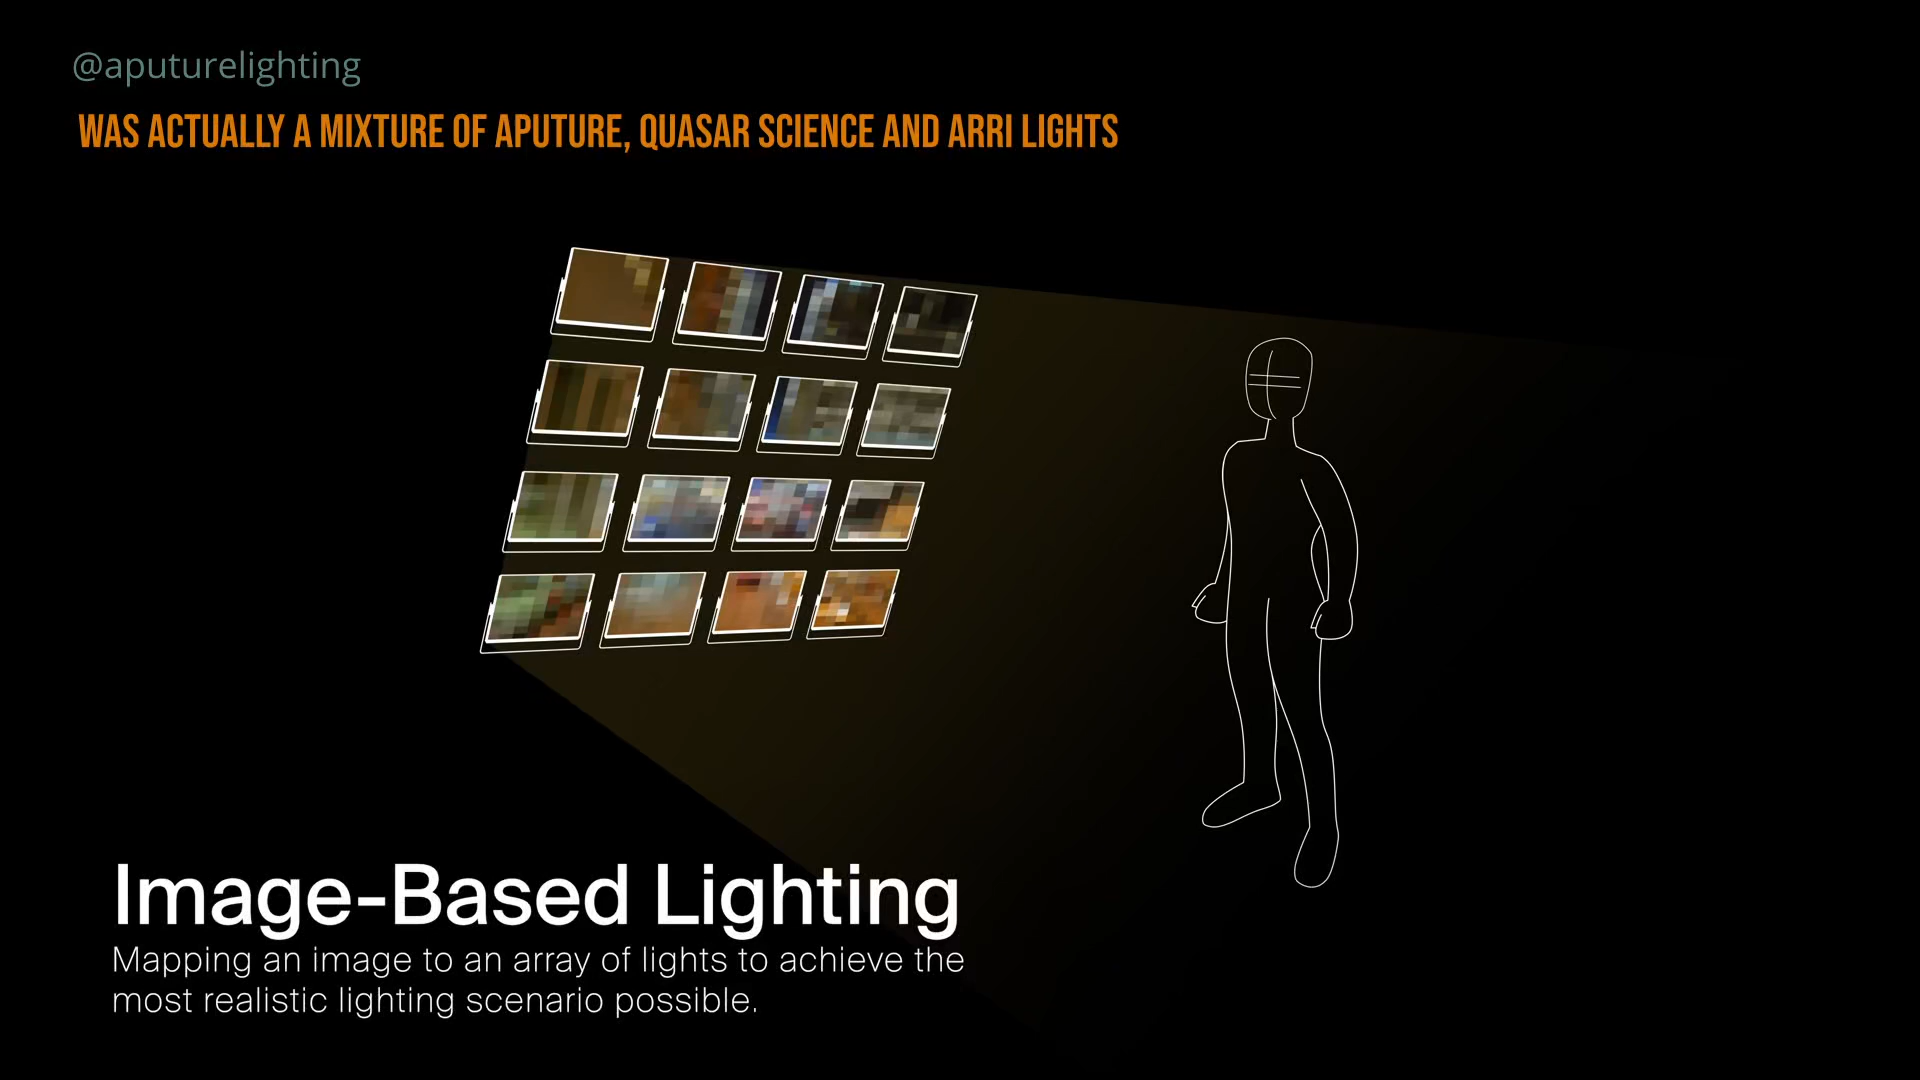 @aputurelighting
WAS ACTUALLY A MIXTURE OF APUTURE, QUASAR SCIENCE AND ARRI LIGHTS
Image-Based Lighting
Mapping an image to an array of lights to achieve the
most realistic lighting scenario possible.